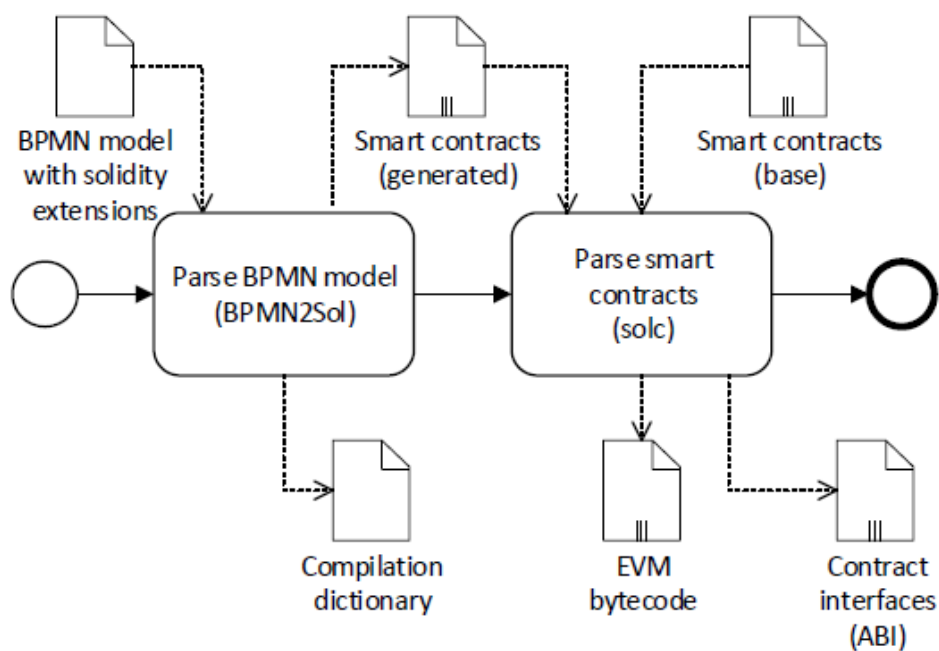 BPMN model
with solidity
extensions
Smart contracts
(generated)
Smart contracts
(base)
Parse BPMN model
(BPMN2Sol)
Parse smart
contracts
(solc)
Compilation
dictionary
EVM
bytecode
Contract
interfaces
(ABI)